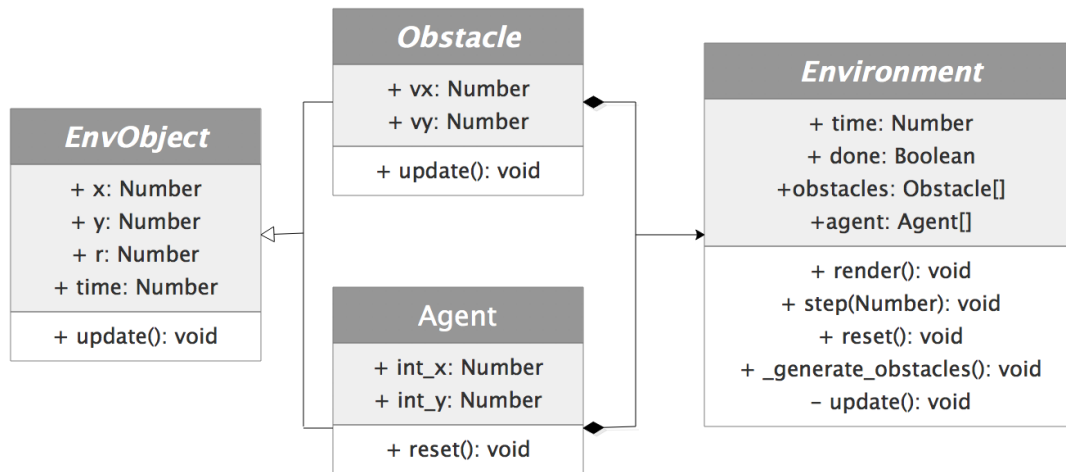 EnvObject
+ x: Number
+ y: Number
+ r: Number
+ time: Number
+ update(): void
Obstacle
+ vx: Number
+ vy: Number
+ update(): void
Agent
+ int_x: Number
+ int_y: Number
+ reset(): void
Environment
+ time: Number
+ done: Boolean
+obstacles: Obstacle[]
+agent: Agent[]
+ render(): void
+ step(Number): void
+ reset(): void
+ _generate_obstacles(): void
– update(): void